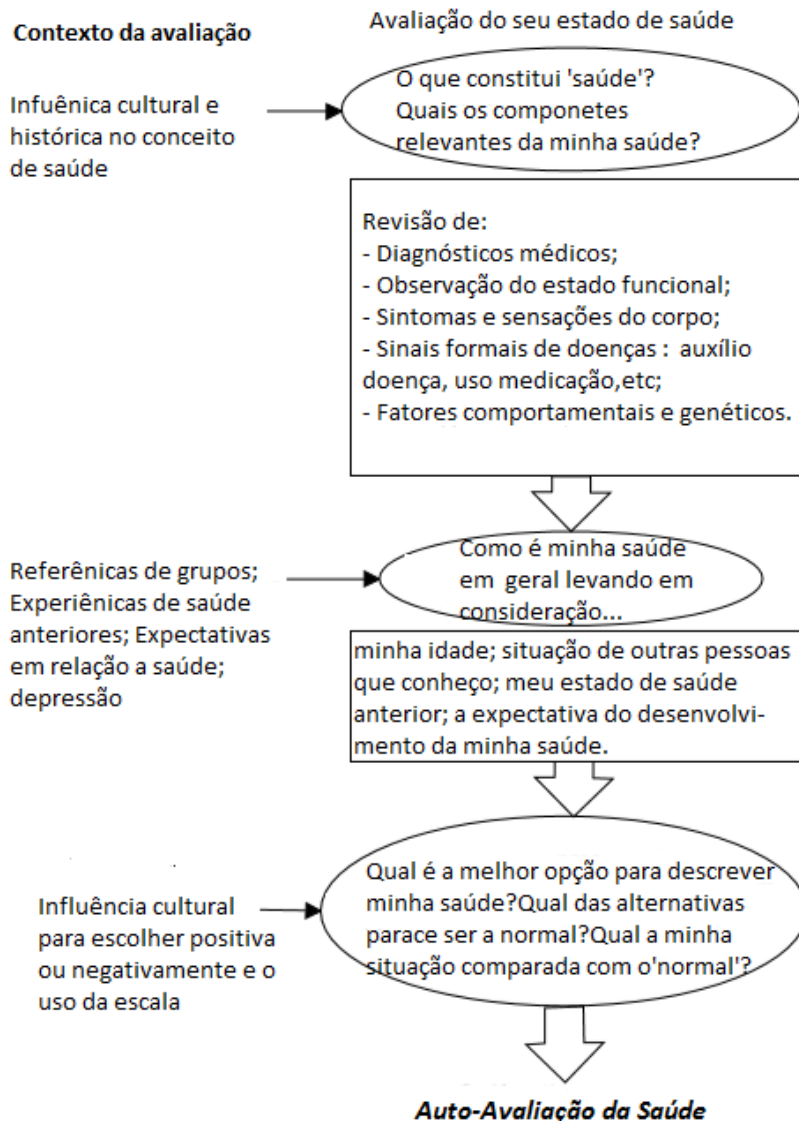 Contexto da avaliação
Avaliação do seu estado de saúde
Infuênica cultural e
histórica no conceito
de saúde
O que constitui 'saúde'?
Quais os componetes
relevantes da minha saúde?
Revisão de:
- Diagnósticos médicos;
- Observação do estado funcional;
- Sintomas e sensações do corpo;
- Sinais formais de doenças : auxílio
doença, uso medicação,etc;
- Fatores comportamentais e genéticos.
Referênicas de grupos;
Experiênicas de saúde
anteriores; Expectativas
em relação a saúde;
depressão
Como é minha saúde
em geral levando em
consideração...
minha idade; situação de outras pessoas
que conheço; meu estado de saúde
anterior; a expectativa do desenvolvi-
mento da minha saúde.
Influência cultural
para escolher positiva
ou negativamente e o
uso da escala
Qual é a melhor opção para descrever
minha saúde?Qual das alternativas
parace ser a normal?Qual a minha
situação comparada com o'normal'?
Auto-Avaliação da Saúde